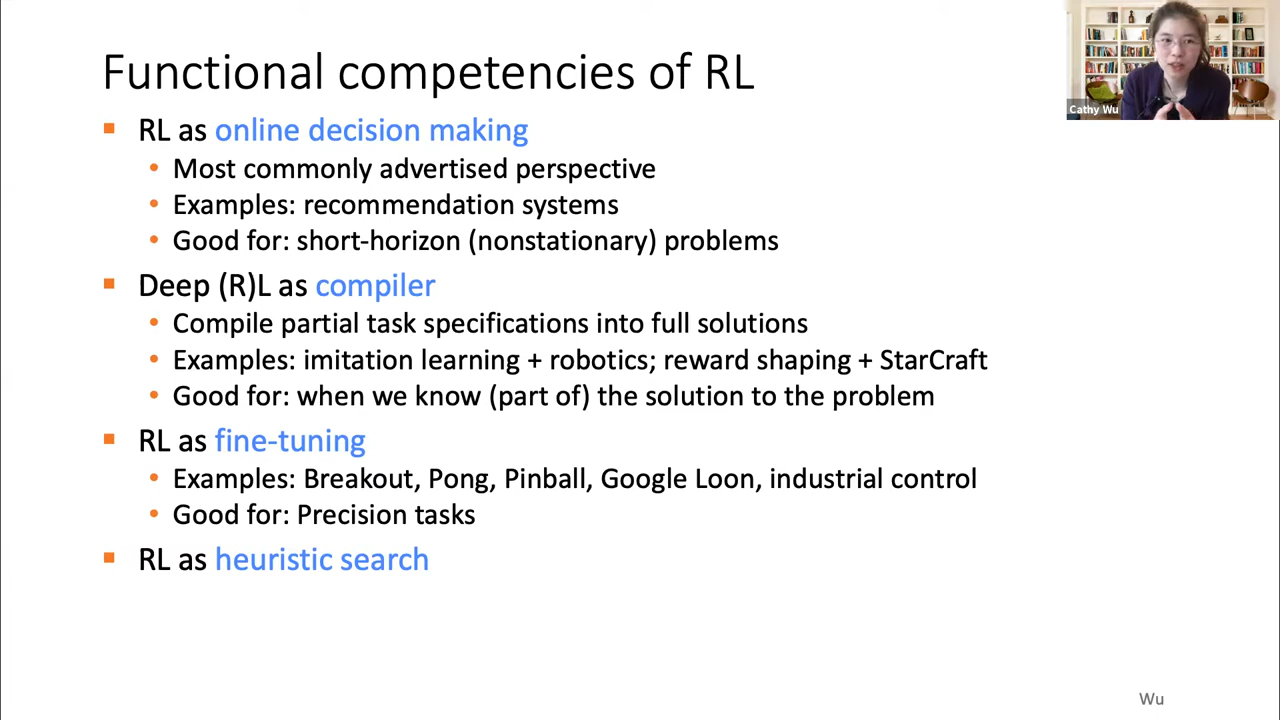 Functional competencies of RL
Cathy Wu
RL as online decision making
Most commonly advertised perspective
Examples: recommendation systems
Good for: short-horizon (nonstationary) problems
Deep (R)L as compiler
Compile partial task specifications into full solutions
Examples: imitation learning + robotics; reward shaping + StarCraft
Good for: when we know (part of) the solution to the problem
RL as fine-tuning
Examples: Breakout, Pong, Pinball, Google Loon, industrial control
Good for: Precision tasks
RL as heuristic search
Wu